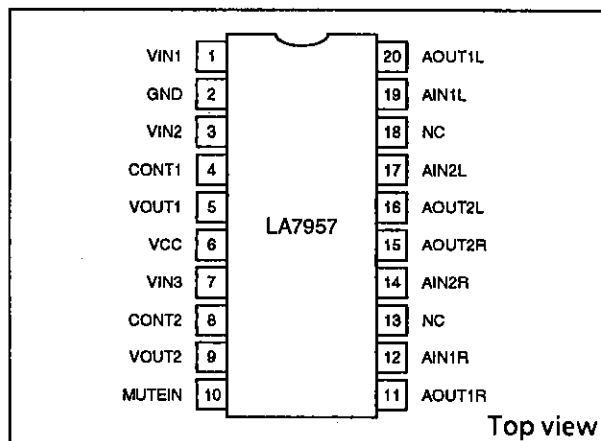 VIN1 1 20 AOUT1L
GND 2 19 AIN1L
VIN2 3 18 NC
CONT1 4 17 AIN2L
VOUT1 5 16 AOUT2L
LA7957
VCC 6 15 AOUT2R
VIN3 7 14 AIN2R
CONT2 8 13 NC
VOUT2 9 12 AIN1R
MUTEIN 10 11 AOUT1R
Top view